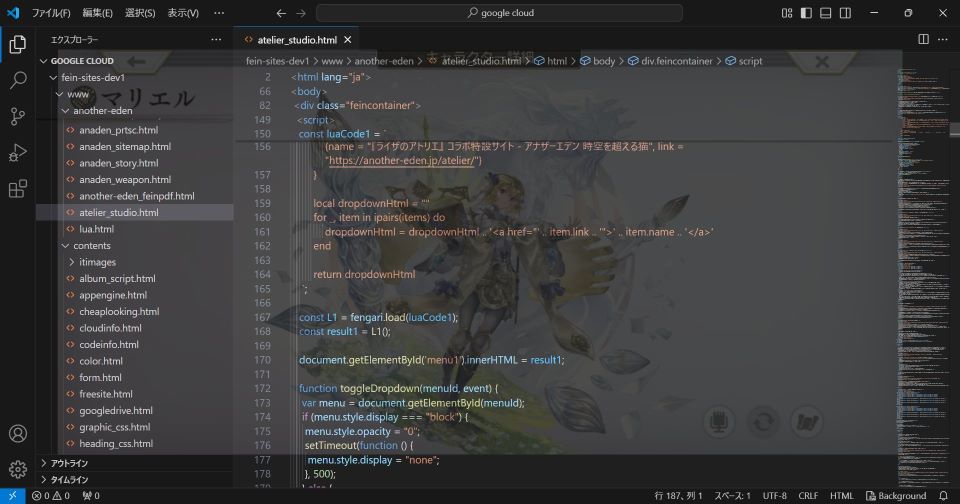 ファイル(F) 編集(E) 選択(S) 表示(V) ··· google cloud
エクスプローラー ···
GOOGLE CLOUD
fein-sites-dev1
www
another-eden
anaden_prtsc.html
anaden_sitemap.html
anaden_story.html
anaden_weapon.html
another-eden_feinpdf.html
atelier_studio.html
lua.html
contents
itimages
album_script.html
appengine.html
cheaplooking.html
cloudinfo.html
codeinfo.html
color.html
form.html
freesite.html
googledrive.html
graphic_css.html
heading_css.html
アウトライン
タイムライン
マリエル
キャラクター詳細
atelier_studio.html
fein-sites-dev1 > www > another-eden > atelier_studio.html > html > body > div.feincontainer > script
2 <html lang="ja">
66 <body>
82 <div class="feincontainer">
149 <script>
150 const luaCode1 = `
156 {name = "『ライザのアトリエ』 コラボ特設サイト - アナザーエデン 時空を超える猫", link =
"https://another-eden.jp/atelier/"}
157 }
158
159 local dropdownHtml = ""
160 for _, item in ipairs(items) do
161 dropdownHtml = dropdownHtml .. '<a href="' .. item.link .. '">' .. item.name .. '</a>'
162 end
163
164 return dropdownHtml
165 `;
166
167 const L1 = fengari.load(luaCode1);
168 const result1 = L1();
169
170 document.getElementById('menu1').innerHTML = result1;
171
172 function toggleDropdown(menuId, event) {
173 var menu = document.getElementById(menuId);
174 if (menu.style.display === "block") {
175 menu.style.opacity = "0";
176 setTimeout(function () {
177 menu.style.display = "none";
178 }, 500);
179 } else {
0 0 0 行 187、列 1 スペース: 1 UTF-8 CRLF HTML Background